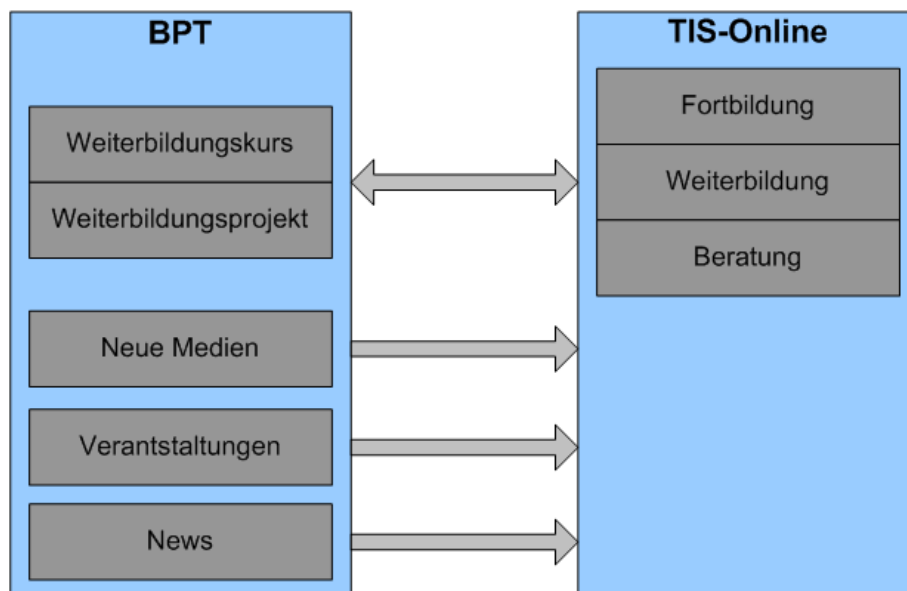 BPT
Weiterbildungskurs
Weiterbildungsprojekt
Neue Medien
Verantstaltungen
News
TIS-Online
Fortbildung
Weiterbildung
Beratung